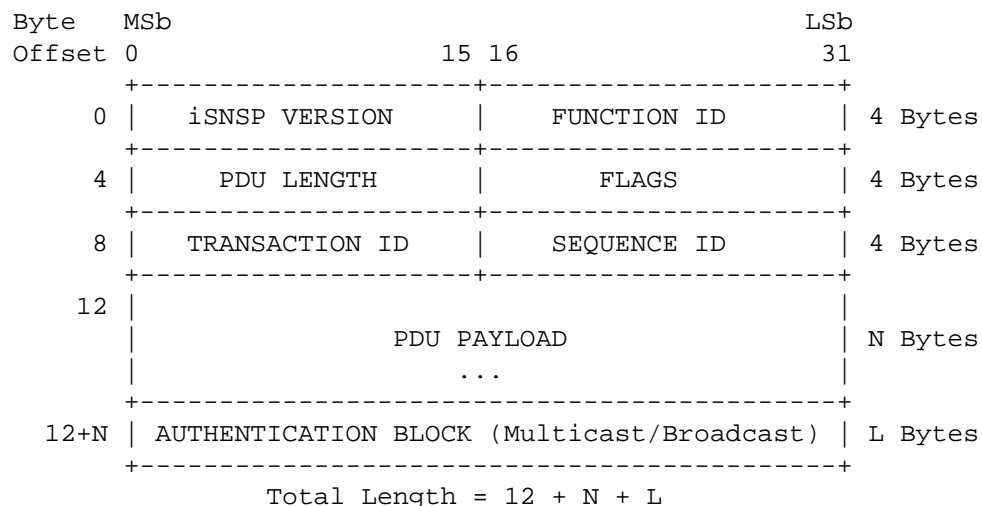 Byte   MSb                                        LSb
Offset 0                   15 16                   31
       +---------------------+----------------------+
     0 |   iSNSP VERSION     |    FUNCTION ID       | 4 Bytes
       +---------------------+----------------------+
     4 |     PDU LENGTH      |       FLAGS          | 4 Bytes
       +---------------------+----------------------+
     8 |   TRANSACTION ID    |    SEQUENCE ID       | 4 Bytes
       +---------------------+----------------------+
    12 |                                            |
       |                PDU PAYLOAD                 | N Bytes
       |                    ...                     |
       +--------------------------------------------+
  12+N | AUTHENTICATION BLOCK (Multicast/Broadcast) | L Bytes
       +--------------------------------------------+
                Total Length = 12 + N + L